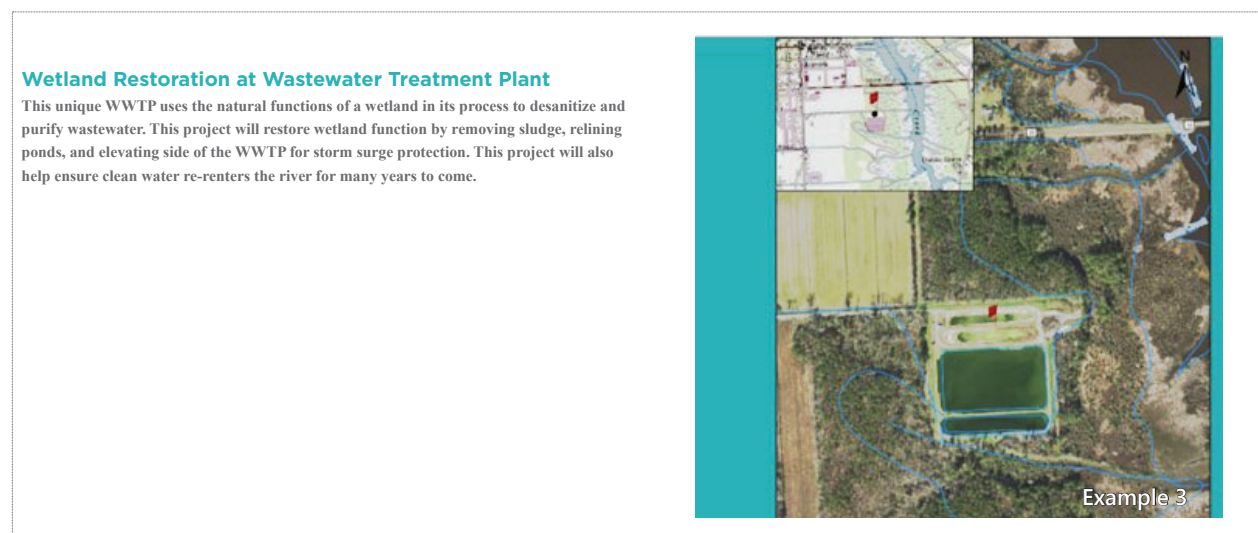 Wetland Restoration at Wastewater Treatment Plant
This unique WWTP uses the natural functions of a wetland in its process to desanitize and
purify wastewater. This project will restore wetland function by removing sludge, relining
ponds, and elevating side of the WWTP for storm surge protection. This project will also
help ensure clean water re-renters the river for many years to come.
N
Example 3